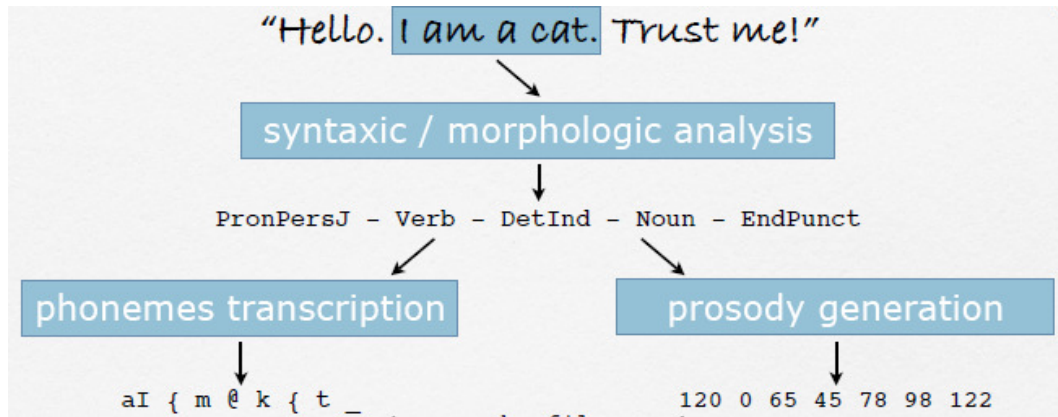 “Hello. I am a cat. Trust me!”
syntaxic / morphologic analysis
PronPersJ – Verb – DetInd – Noun – EndPunct
phonemes transcription
prosody generation
aI { m @ k { t _
120 0 65 45 78 98 122